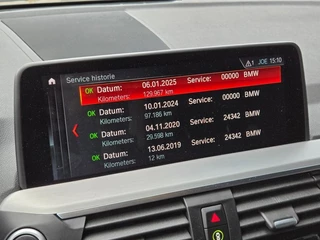 Service historie
1 JOE 15:10
OK Datum: 06.01.2025 Service: 00000 BMW
Kilometers: 129.967 km
OK Datum: 10.01.2024 Service: 00000 BMW
Kilometers: 97.186 km
OK Datum: 04.11.2020 Service: 24342 BMW
Kilometers: 29.598 km
OK Datum: 13.06.2019 Service: 24342 BMW
Kilometers: 12 km